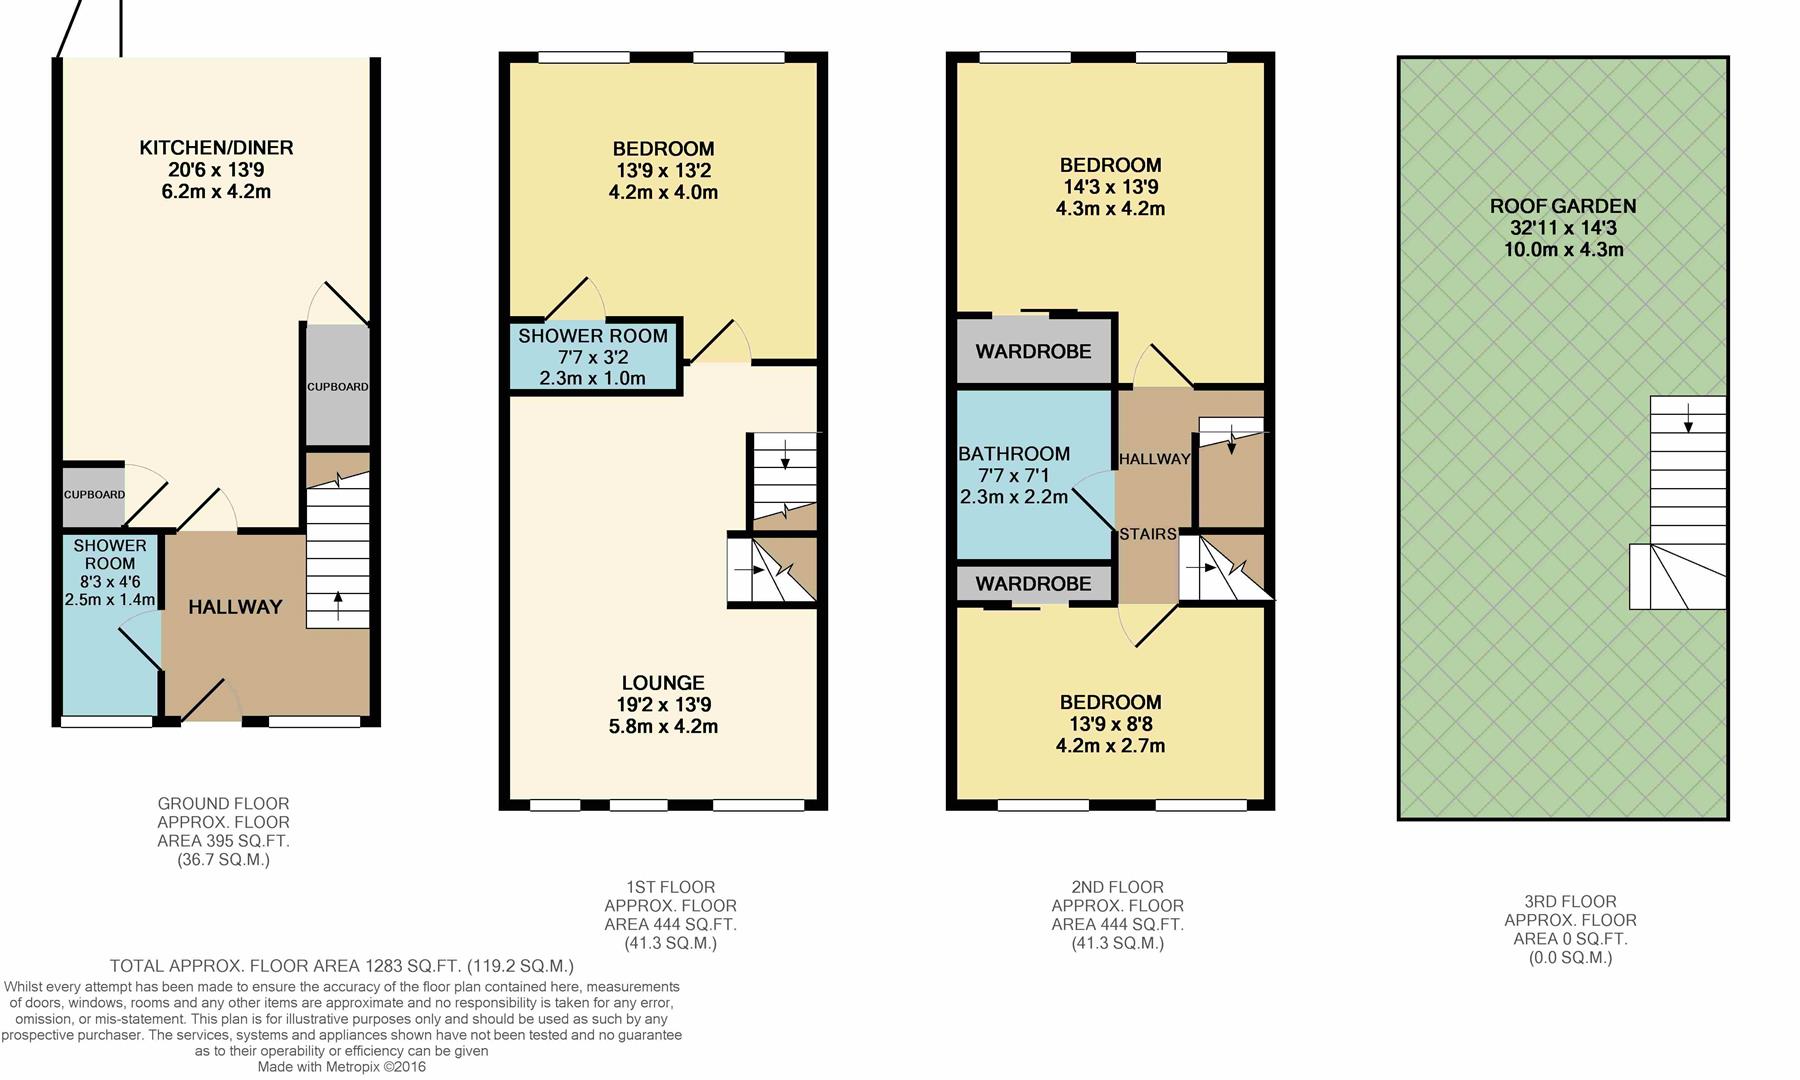 KITCHEN/DINER
20'6 x 13'9
6.2m x 4.2m
CUPBOARD
CUPBOARD
SHOWER
ROOM
8'3 x 4'6
2.5m x 1.4m
HALLWAY
GROUND FLOOR
APPROX. FLOOR
AREA 395 SQ.FT.
(36.7 SQ.M.)
BEDROOM
13'9 x 13'2
4.2m x 4.0m
SHOWER ROOM
7'7 x 3'2
2.3m x 1.0m
LOUNGE
19'2 x 13'9
5.8m x 4.2m
1ST FLOOR
APPROX. FLOOR
AREA 444 SQ.FT.
(41.3 SQ.M.)
BEDROOM
14'3 x 13'9
4.3m x 4.2m
WARDROBE
BATHROOM
7'7 x 7'1
2.3m x 2.2m
HALLWAY
STAIRS
WARDROBE
BEDROOM
13'9 x 8'8
4.2m x 2.7m
2ND FLOOR
APPROX. FLOOR
AREA 444 SQ.FT.
(41.3 SQ.M.)
ROOF GARDEN
32'11 x 14'3
10.0m x 4.3m
3RD FLOOR
APPROX. FLOOR
AREA 0 SQ.FT.
(0.0 SQ.M.)
TOTAL APPROX. FLOOR AREA 1283 SQ.FT. (119.2 SQ.M.)
Whilst every attempt has been made to ensure the accuracy of the floor plan contained here, measurements
of doors, windows, rooms and any other items are approximate and no responsibility is taken for any error,
omission, or mis-statement. This plan is for illustrative purposes only and should be used as such by any
prospective purchaser. The services, systems and appliances shown have not been tested and no guarantee
as to their operability or efficiency can be given
Made with Metropix ©2016